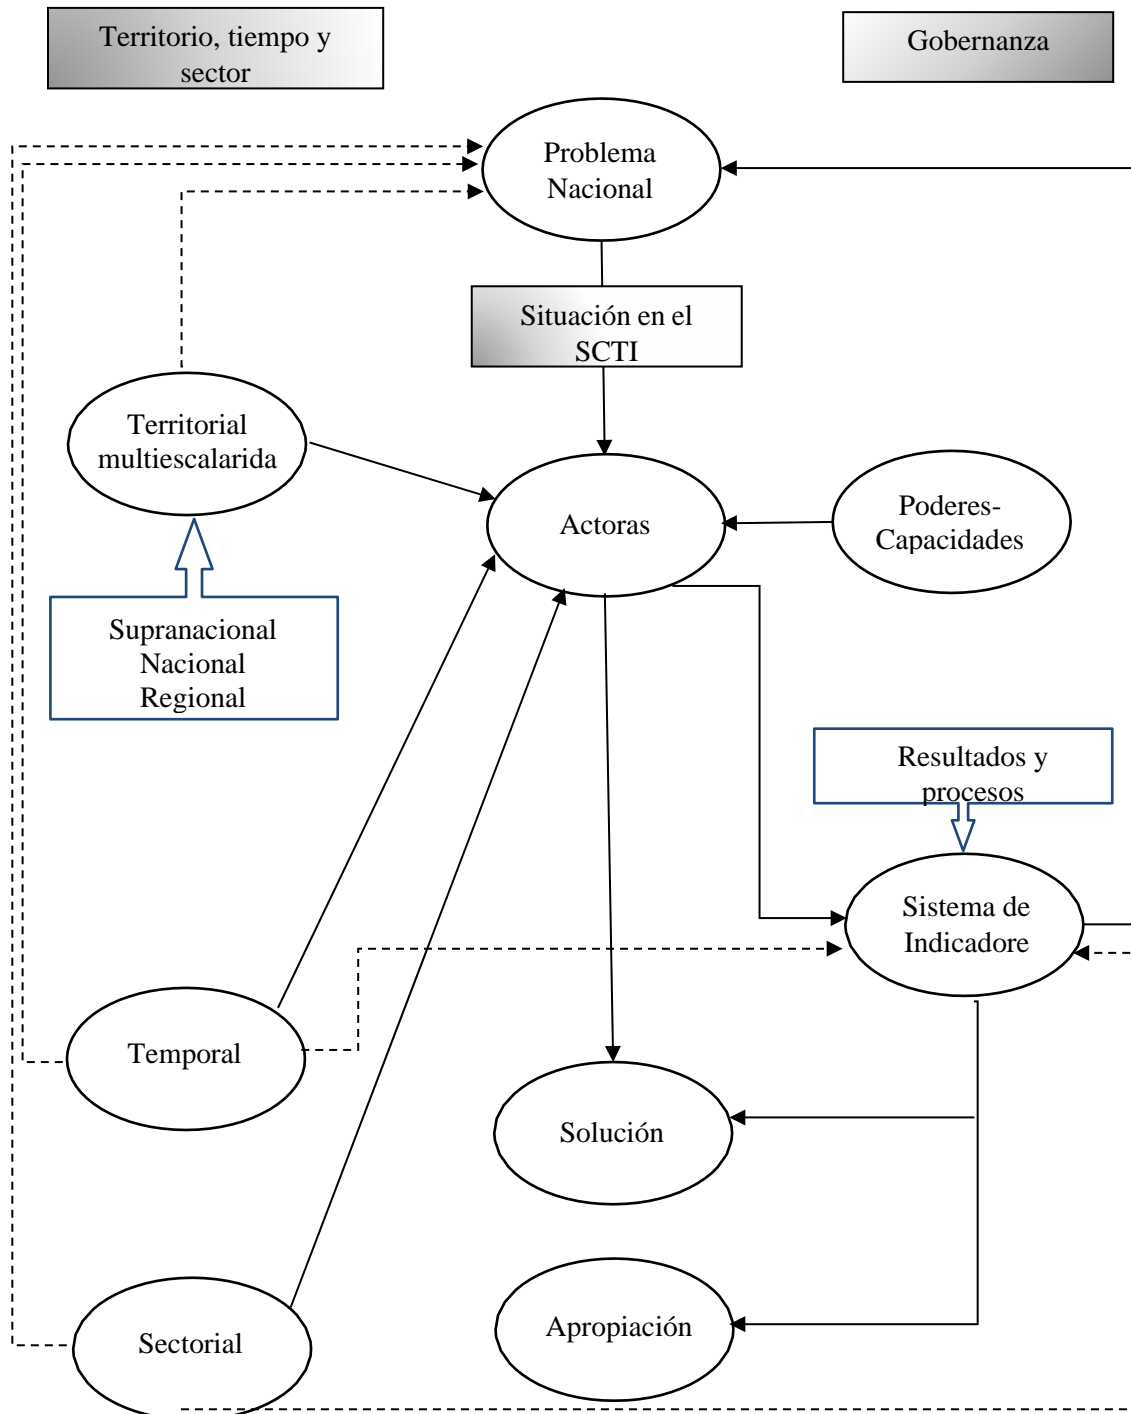 Territorio, tiempo y
sector
Gobernanza
Problema
Nacional
Situación en el
SCTI
Territorial
multiescalarida
Actoras
Poderes-
Capacidades
Supranacional
Nacional
Regional
Resultados y
procesos
Sistema de
Indicadore
Temporal
Solución
Sectorial
Apropiación